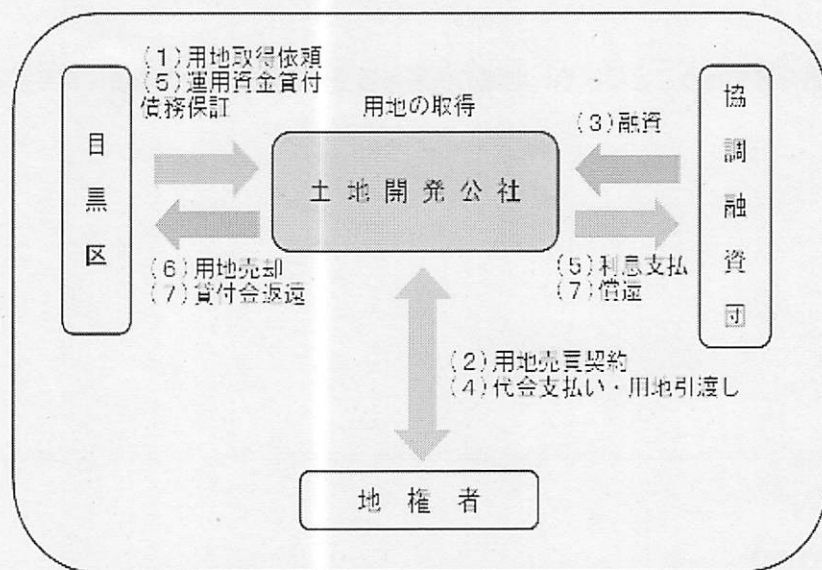 (1)用地取得依頼
(5)運用資金貸付
債務保証
用地の取得
(3)融資
目黒区
土地開発公社
協調融資団
(6)用地売却
(7)貸付会返還
(5)利息支払
(7)償還
(2)用地売買契約
(4)代会支払い・用地引渡し
地権者